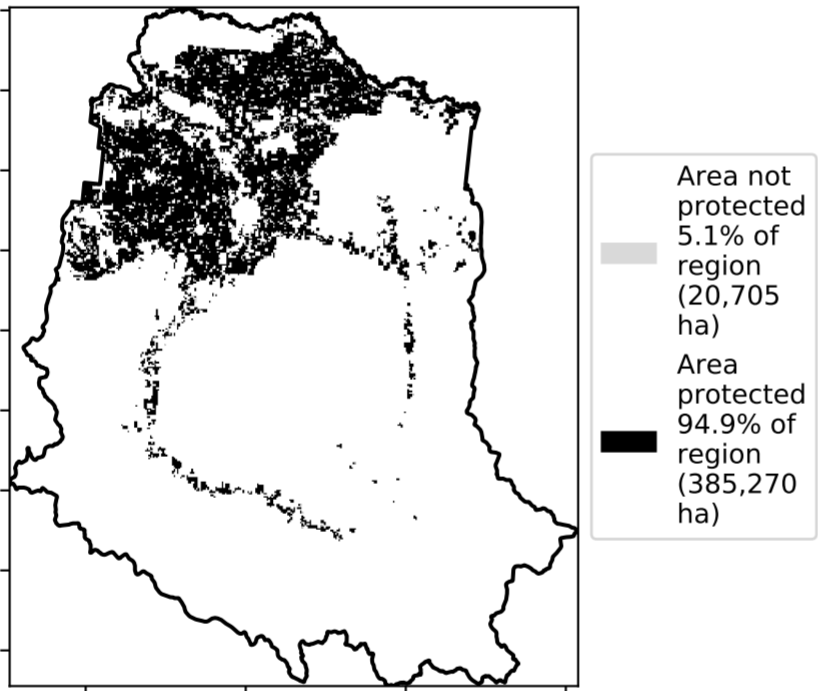 Area not
protected
5.1% of
region
(20,705
ha)
Area
protected
94.9% of
region
(385,270
ha)